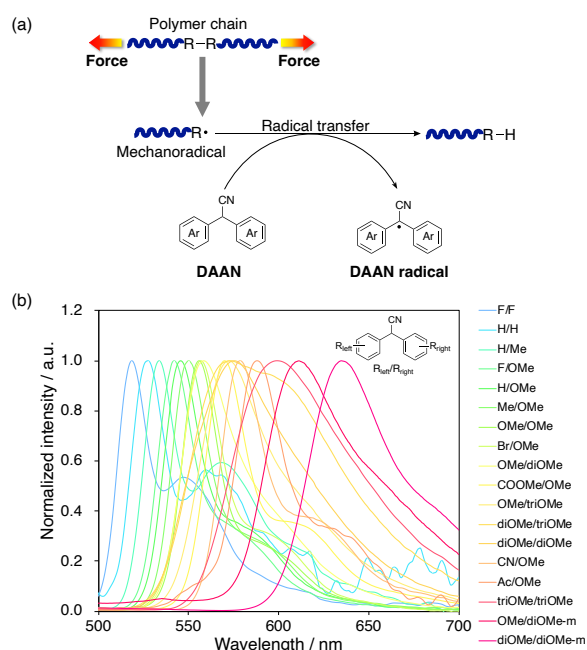 (a)
Polymer chain
R–R
Force
Force
R•
Radical transfer
R–H
Mechanoradical
CN
CN
Ar
Ar
Ar
Ar
DAAN
DAAN radical
(b)
1.2
1.0
0.8
0.6
0.4
0.2
0.0
Normalized intensity / a.u.
500
550
600
650
700
Wavelength / nm
CN
Rleft
Rright
Rleft/Rright
F/F
H/H
H/Me
F/OMe
H/OMe
Me/OMe
OMe/OMe
Br/OMe
OMe/diOMe
COOMe/OMe
OMe/triOMe
diOMe/triOMe
diOMe/diOMe
CN/OMe
Ac/OMe
triOMe/triOMe
OMe/diOMe-m
diOMe/diOMe-m